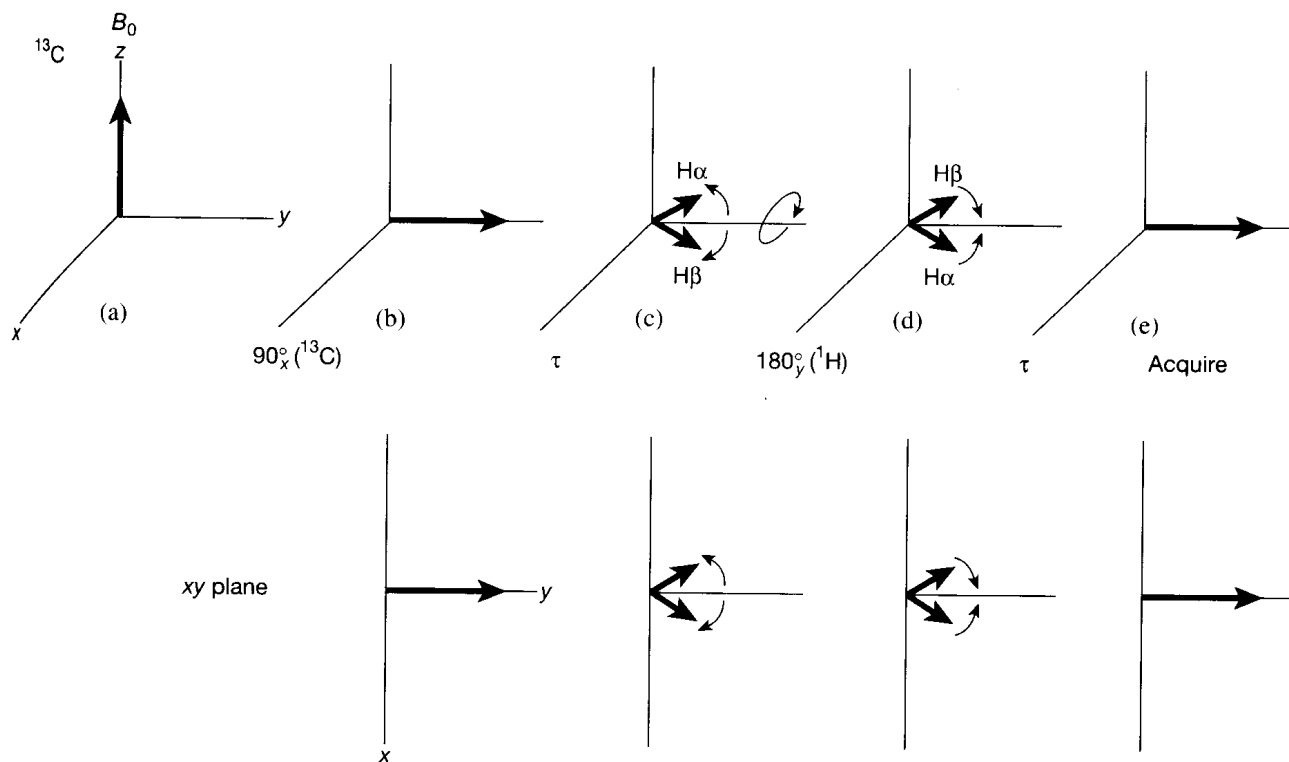 ¹³C
B₀
z
y
x
Hα
Hβ
Hβ
Hα
(a)
(b)
(c)
(d)
(e)
90°ₓ(¹³C)
τ
180°ᵧ(¹H)
τ
Acquire
xy plane
y
x